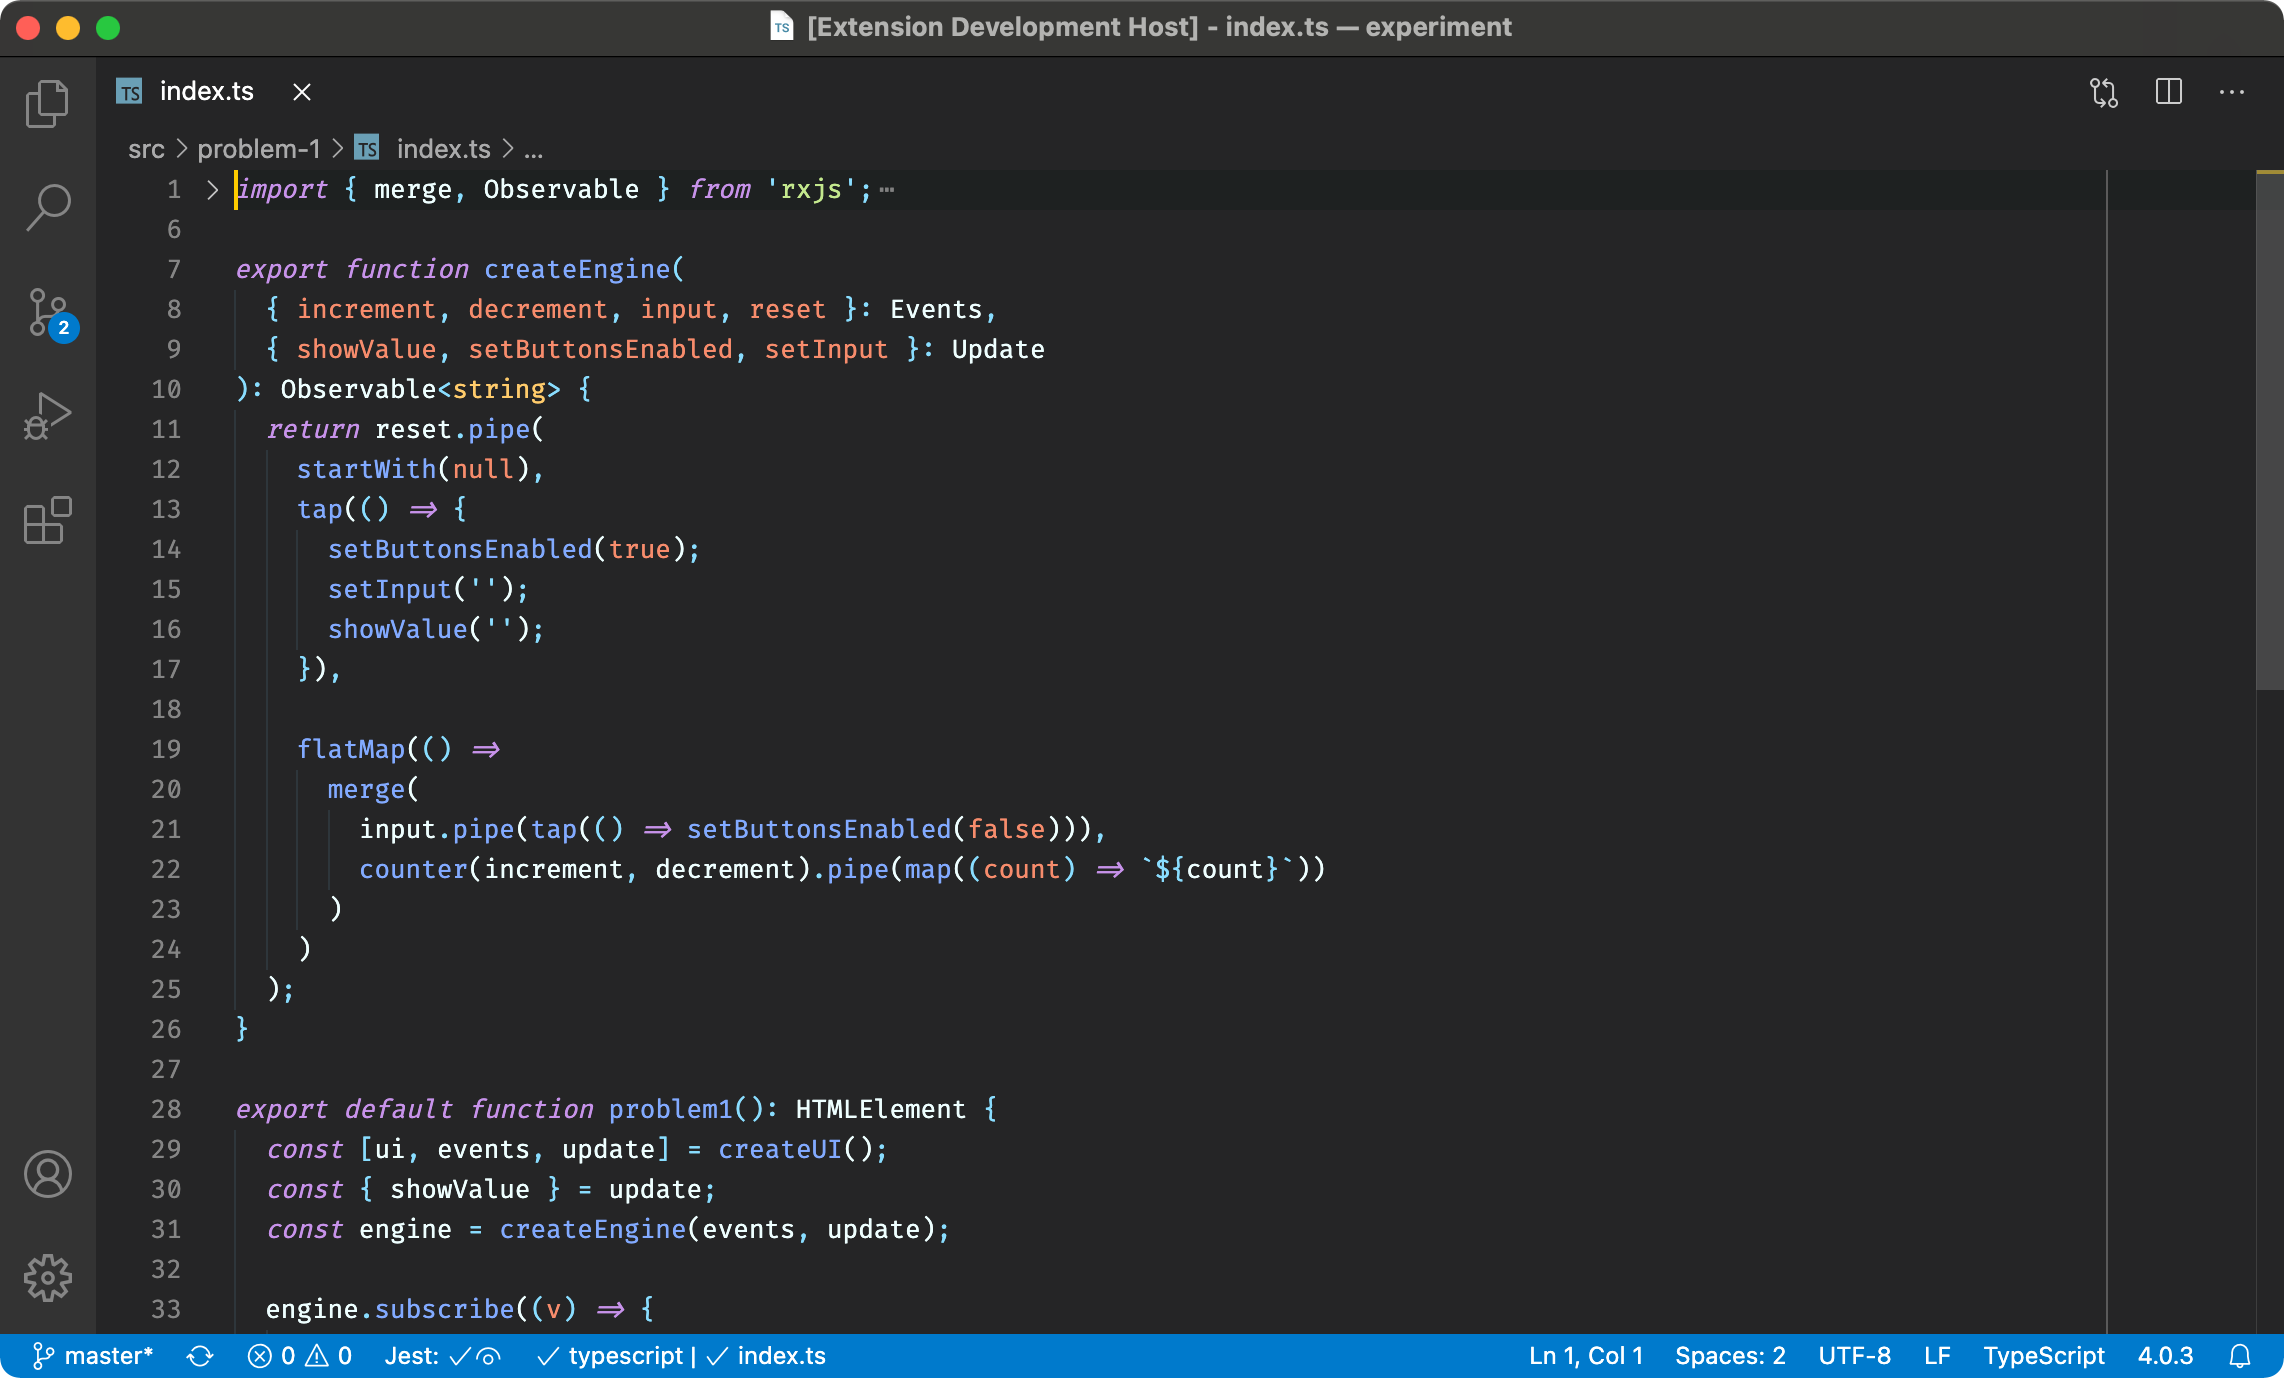 [Extension Development Host] - index.ts — experiment
TS index.ts
src > problem-1 > TS index.ts > ...
1 import { merge, Observable } from 'rxjs';⋯
6
7 export function createEngine(
8   { increment, decrement, input, reset }: Events,
9   { showValue, setButtonsEnabled, setInput }: Update
10 ): Observable<string> {
11   return reset.pipe(
12     startWith(null),
13     tap(() => {
14       setButtonsEnabled(true);
15       setInput('');
16       showValue('');
17     }),
18
19     flatMap(() =>
20       merge(
21         input.pipe(tap(() => setButtonsEnabled(false))),
22         counter(increment, decrement).pipe(map((count) => `${count}`))
23       )
24     )
25   );
26 }
27
28 export default function problem1(): HTMLElement {
29   const [ui, events, update] = createUI();
30   const { showValue } = update;
31   const engine = createEngine(events, update);
32
33   engine.subscribe((v) => {
2
master* 0 0 Jest: ✓ ✓ typescript | ✓ index.ts Ln 1, Col 1 Spaces: 2 UTF-8 LF TypeScript 4.0.3